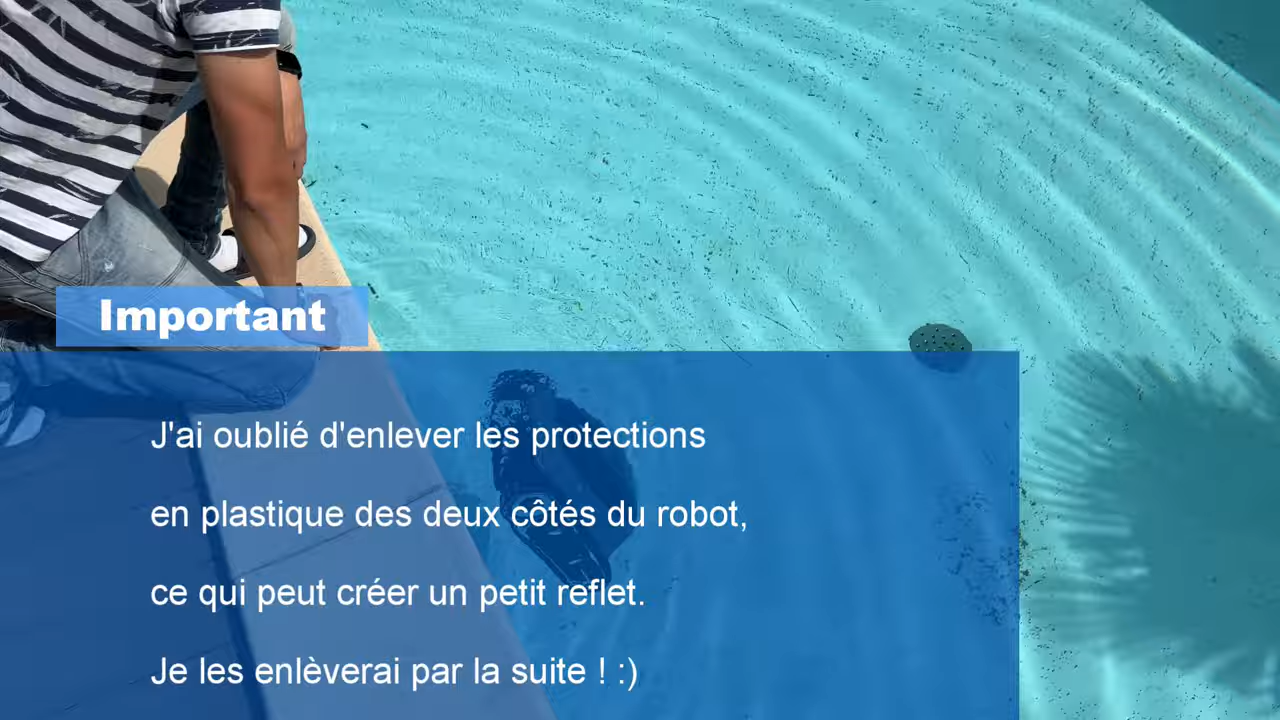 Important
J'ai oublié d'enlever les protections
en plastique des deux côtés du robot,
ce qui peut créer un petit reflet.
Je les enlèverai par la suite ! :)